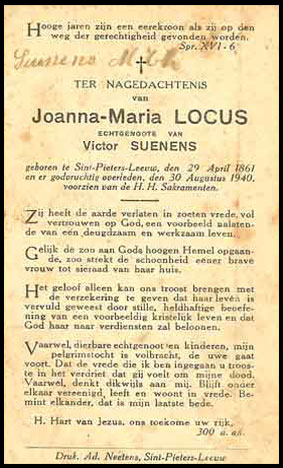 Hooge jaren zijn een eerekroon als zij op den
weg der gerechtigheid gevonden worden.
Spr. XVI-6
Suenens
TER NAGEDACHTENIS
van
Joanna-Maria LOCUS
ECHTGENOOTE VAN
Victor SUENENS
geboren te Sint-Pieters-Leeuw, den 29 April 1861
en er godvruchtig overleden, den 30 Augustus 1940,
voorzien van de H. H. Sakramenten.
Zij heeft de aarde verlaten in zoeten vrede, vol
vertrouwen op God, een voorbeeld nalaten-
de van een deugdzaam en werkzaam leven.
Gelijk de zon aan Gods hoogen Hemel opgaan-
de, zoo strekt de schoonheid eener brave
vrouw tot sieraad van haar huis.
Het geloof alleen kan ons troost brengen met
de verzekering te geven dat haar leven is
vervuld geweest door stille, heldhaftige beoefe-
ning van een voorbeeldig kristelijk leven en dat
God haar naar verdiensten zal beloonen.
Vaarwel, dierbare echtgenoot en kinderen, mijn
pelgrimstocht is volbracht, de uwe gaat
voort. Dat de vrede die ik ben ingegaan u troos-
te in het verdriet dat gij voelt om mijne dood.
Vaarwel, denkt dikwijls aan mij. Blijft onder
elkaar vereenigd, leeft en woont in vrede. Be-
mint elkander, dat is mijn laatste bede.
H. Hart van Jezus, ons toekome uw rijk.
300 d. afl.
Druk. Ad. Neetens, Sint-Pieters-Leeuw